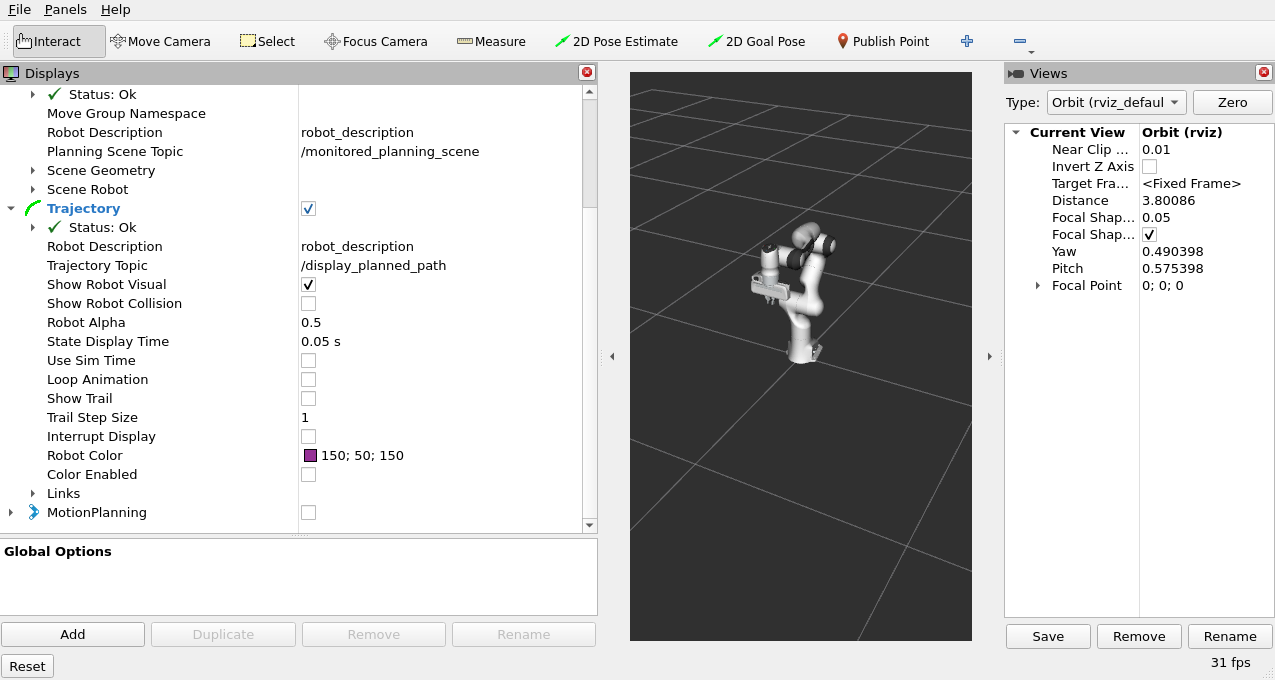 File Panels Help
Interact Move Camera Select Focus Camera Measure 2D Pose Estimate 2D Goal Pose Publish Point
Displays
Status: Ok
Move Group Namespace
Robot Description robot_description
Planning Scene Topic /monitored_planning_scene
Scene Geometry
Scene Robot
Trajectory
Status: Ok
Robot Description robot_description
Trajectory Topic /display_planned_path
Show Robot Visual
Show Robot Collision
Robot Alpha 0.5
State Display Time 0.05 s
Use Sim Time
Loop Animation
Show Trail
Trail Step Size 1
Interrupt Display
Robot Color 150; 50; 150
Color Enabled
Links
MotionPlanning
Global Options
Add Duplicate Remove Rename
Reset
Views
Type: Orbit (rviz_defaul Zero
Current View Orbit (rviz)
Near Clip ... 0.01
Invert Z Axis
Target Fra... <Fixed Frame>
Distance 3.80086
Focal Shap... 0.05
Focal Shap...
Yaw 0.490398
Pitch 0.575398
Focal Point 0; 0; 0
Save Remove Rename
31 fps